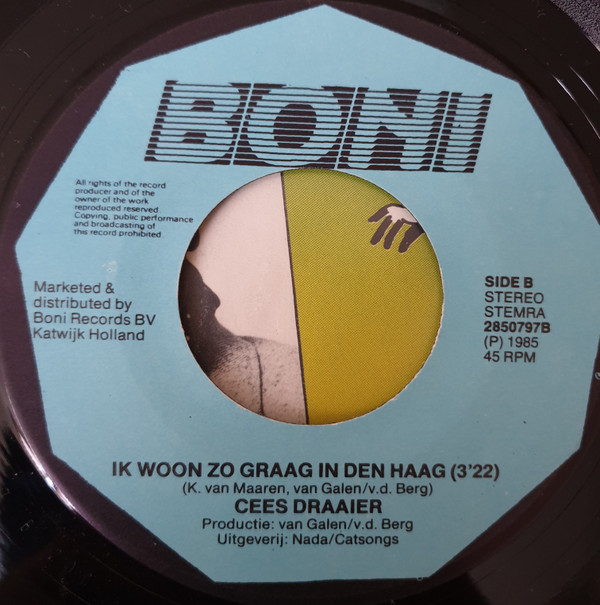 BONI
All rights of the record
producer and of the
owner of the work
reproduced reserved.
Copying, public performance
and broadcasting of
this record prohibited.
Marketed &
distributed by
Boni Records BV
Katwijk Holland
SIDE B
STEREO
STEMRA
2850797B
(P) 1985
45 RPM
IK WOON ZO GRAAG IN DEN HAAG (3'22)
(K. van Maaren, van Galen/v.d. Berg)
CEES DRAAIER
Productie: van Galen/v.d. Berg
Uitgeverij: Nada/Catsongs